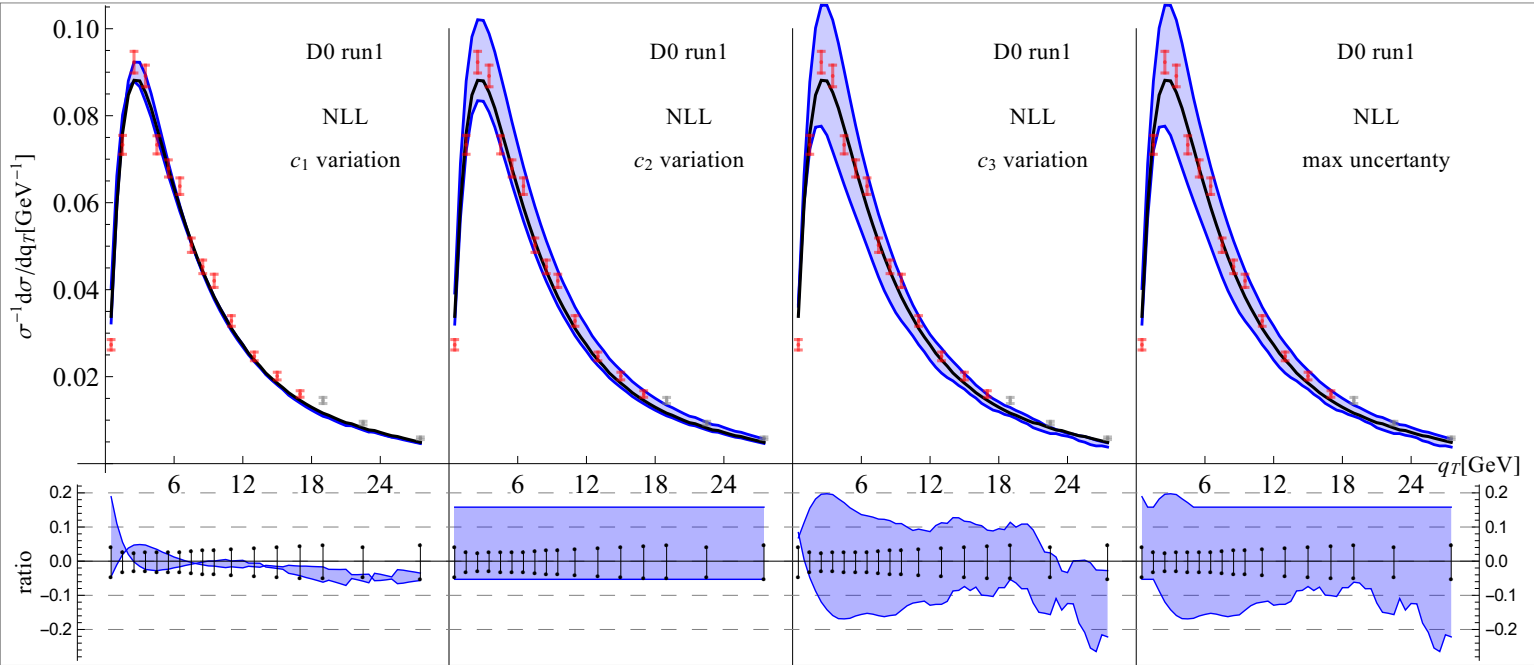 0.10
0.08
0.06
0.04
0.02
σ⁻¹dσ/dq_T[GeV⁻¹]
D0 run1
NLL
c₁ variation
D0 run1
NLL
c₂ variation
D0 run1
NLL
c₃ variation
D0 run1
NLL
max uncertanty
6 12 18 24
6 12 18 24
6 12 18 24
6 12 18 24
q_T[GeV]
ratio
0.2
0.1
0.0
−0.1
−0.2
0.2
0.1
0.0
−0.1
−0.2